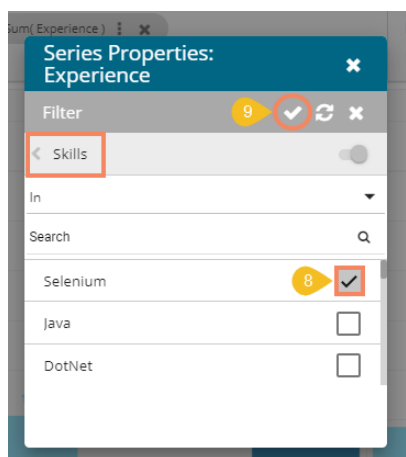 Sum( Experience )
Series Properties:
Experience
Filter
9
Skills
In
Search
Selenium
8
Java
DotNet